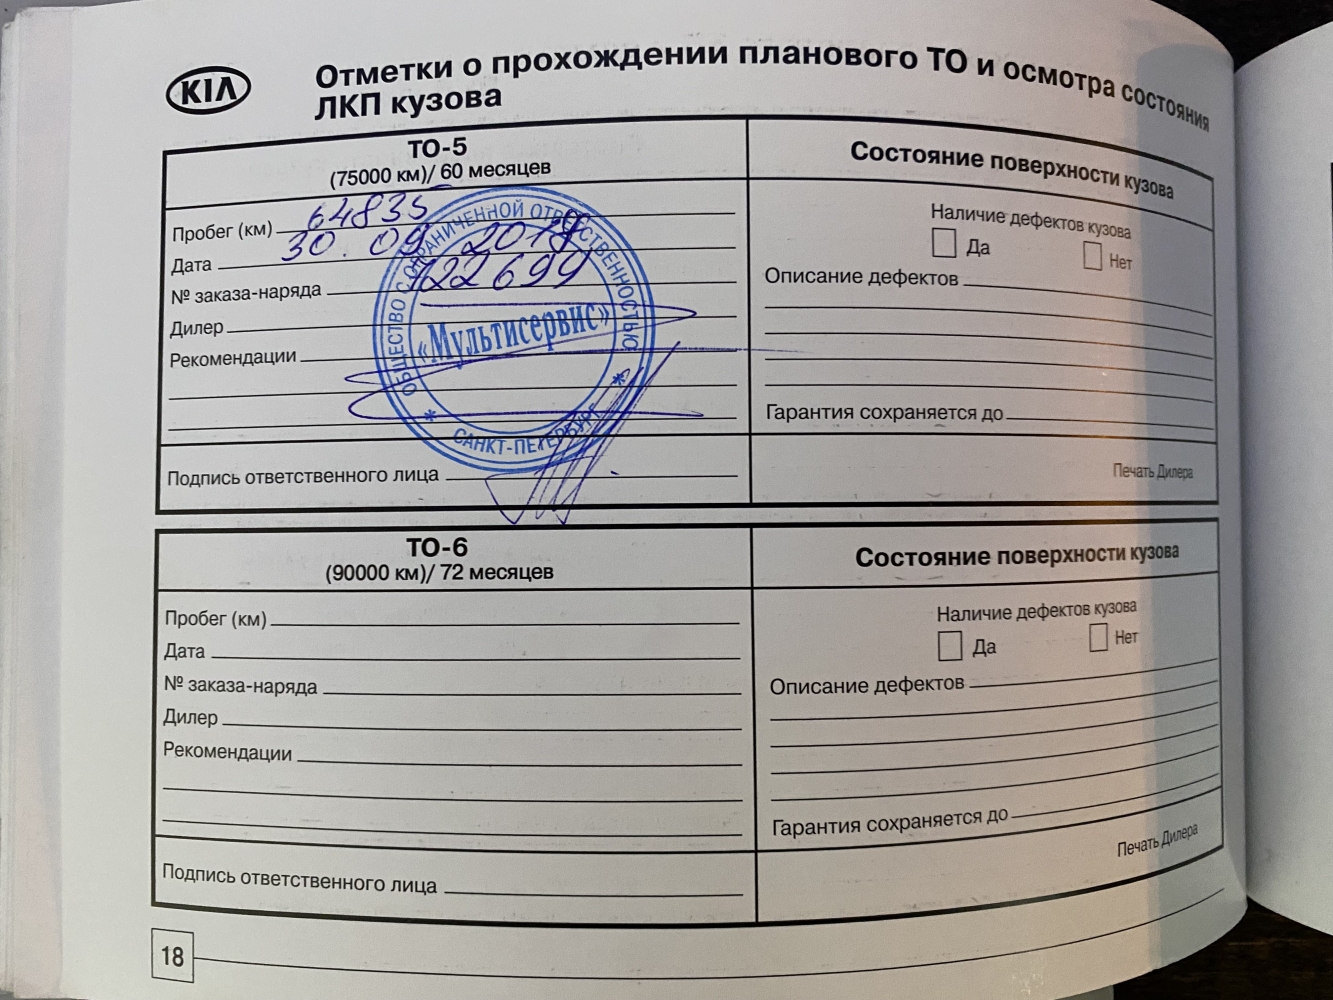 KIA
Отметки о прохождении планового ТО и осмотра состояния
ЛКП кузова
ТО-5
(75000 км)/ 60 месяцев
Пробег (км) 64835
Дата 30.09.2019
№ заказа-наряда 122699
Дилер
Рекомендации
Подпись ответственного лица
ОБЩЕСТВО С ОГРАНИЧЕННОЙ ОТВЕТСТВЕННОСТЬЮ
«Мультисервис»
* САНКТ-ПЕТЕРБУРГ *
Состояние поверхности кузова
Наличие дефектов кузова
Да Нет
Описание дефектов
Гарантия сохраняется до
Печать Дилера
ТО-6
(90000 км)/ 72 месяцев
Пробег (км)
Дата
№ заказа-наряда
Дилер
Рекомендации
Подпись ответственного лица
Состояние поверхности кузова
Наличие дефектов кузова
Да Нет
Описание дефектов
Гарантия сохраняется до
Печать Дилера
18